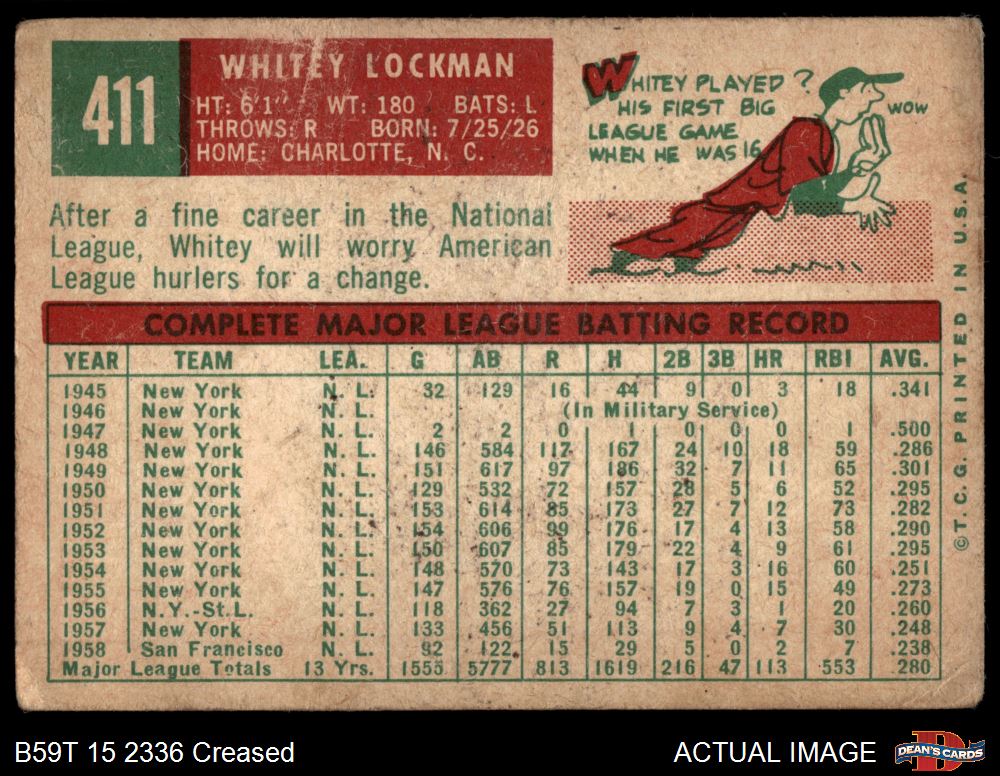 411
WHITEY LOCKMAN
HT: 6'1" WT: 180 BATS: L
THROWS: R BORN: 7/25/26
HOME: CHARLOTTE, N. C.
WHITEY PLAYED ?
HIS FIRST BIG
LEAGUE GAME
WHEN HE WAS 16
WOW
After a fine career in the National
League, Whitey will worry American
League hurlers for a change.
COMPLETE MAJOR LEAGUE BATTING RECORD
YEAR TEAM LEA. G AB R H 2B 3B HR RBI AVG.
1945 New York N. L. 32 129 16 44 9 0 3 18 .341
1946 New York N. L. (In Military Service)
1947 New York N. L. 2 2 0 1 0 0 0 1 .500
1948 New York N. L. 146 584 117 167 24 10 18 59 .286
1949 New York N. L. 151 617 97 186 32 7 11 65 .301
1950 New York N. L. 129 532 72 157 28 5 6 52 .295
1951 New York N. L. 153 614 85 173 27 7 12 73 .282
1952 New York N. L. 154 606 99 176 17 4 13 58 .290
1953 New York N. L. 150 607 85 179 22 4 9 61 .295
1954 New York N. L. 148 570 73 143 17 3 16 60 .251
1955 New York N. L. 147 576 76 157 19 0 15 49 .273
1956 N.Y.-St.L. N. L. 118 362 27 94 7 3 1 20 .260
1957 New York N. L. 133 456 51 113 9 4 7 30 .248
1958 San Francisco N. L. 92 122 15 29 5 0 2 7 .238
Major League Totals 13 Yrs. 1555 5777 813 1619 216 47 113 553 .280
© T. C. G. PRINTED IN U.S.A.
B59T 15 2336 Creased
ACTUAL IMAGE
D
DEAN'S CARDS